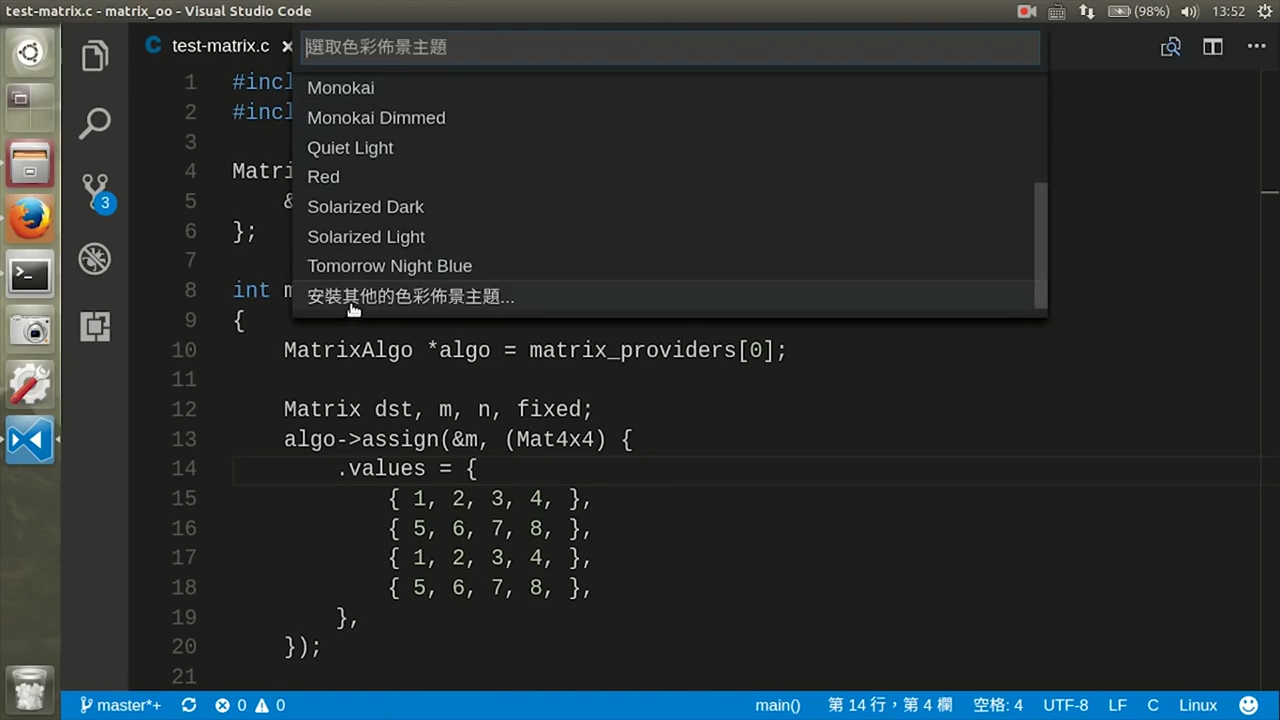 test-matrix.c - matrix_oo - Visual Studio Code
(98%)
13:52
test-matrix.c
選取色彩佈景主題
Monokai
Monokai Dimmed
Quiet Light
Red
Solarized Dark
Solarized Light
Tomorrow Night Blue
安裝其他的色彩佈景主題...
3
1 #incl
2 #incl
3
4 Matri
5 &
6 };
7
8 int m
9 {
10 MatrixAlgo *algo = matrix_providers[0];
11
12 Matrix dst, m, n, fixed;
13 algo->assign(&m, (Mat4x4) {
14 .values = {
15 { 1, 2, 3, 4, },
16 { 5, 6, 7, 8, },
17 { 1, 2, 3, 4, },
18 { 5, 6, 7, 8, },
19 },
20 });
21
master*+ 0 0 main() 第 14 行，第 4 欄 空格: 4 UTF-8 LF C Linux